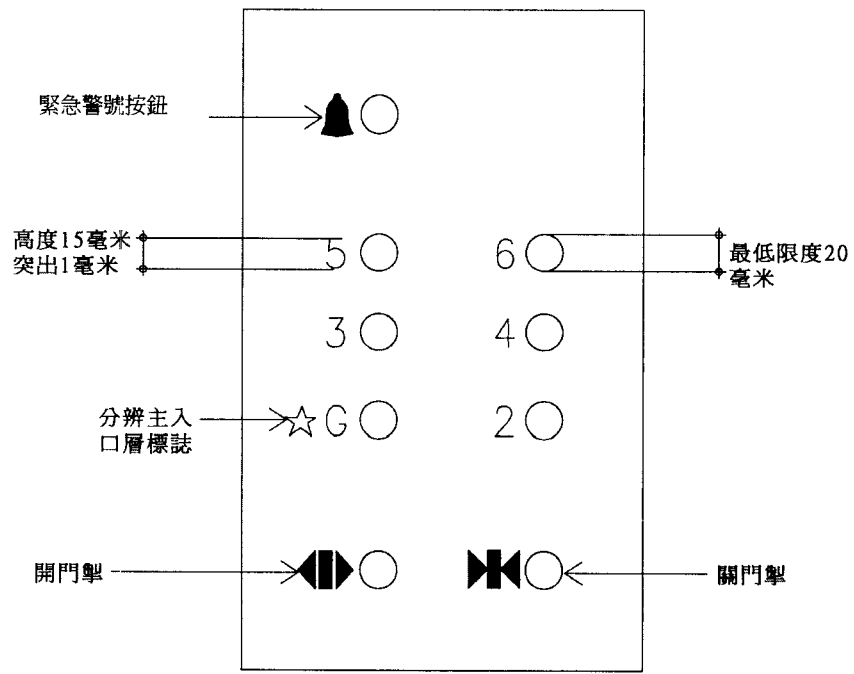 緊急警號按鈕
高度15毫米
突出1毫米
5
6
最低限度20
毫米
3
4
分辨主入
口層標誌
G
2
開門掣
關門掣